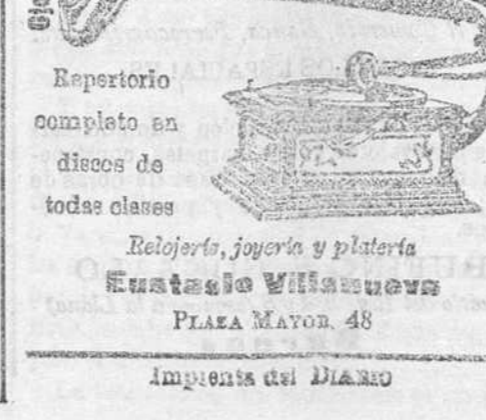 Repertorio
completo en
discos de
todas clases
Relojería, joyería y platería
Eustasio Villanueva
PLAZA MAYOR, 48
Imprenta del DIARIO